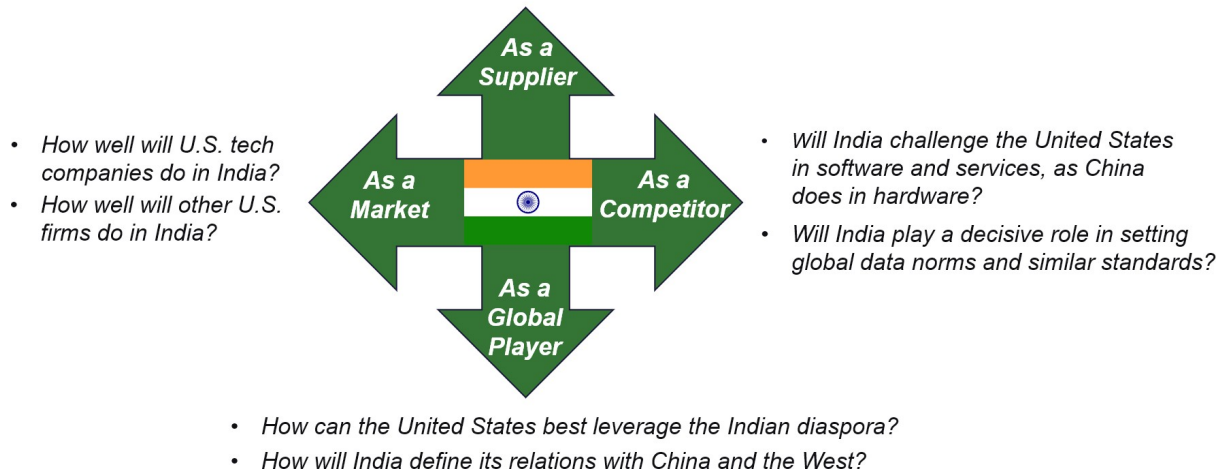 As a
Supplier
• How well will U.S. tech
companies do in India?
• How well will other U.S.
firms do in India?
As a
Market
As a
Competitor
• Will India challenge the United States
in software and services, as China
does in hardware?
• Will India play a decisive role in setting
global data norms and similar standards?
As a
Global
Player
• How can the United States best leverage the Indian diaspora?
• How will India define its relations with China and the West?